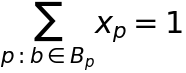 ∑_{p : b ∈ B_p} x_p = 1